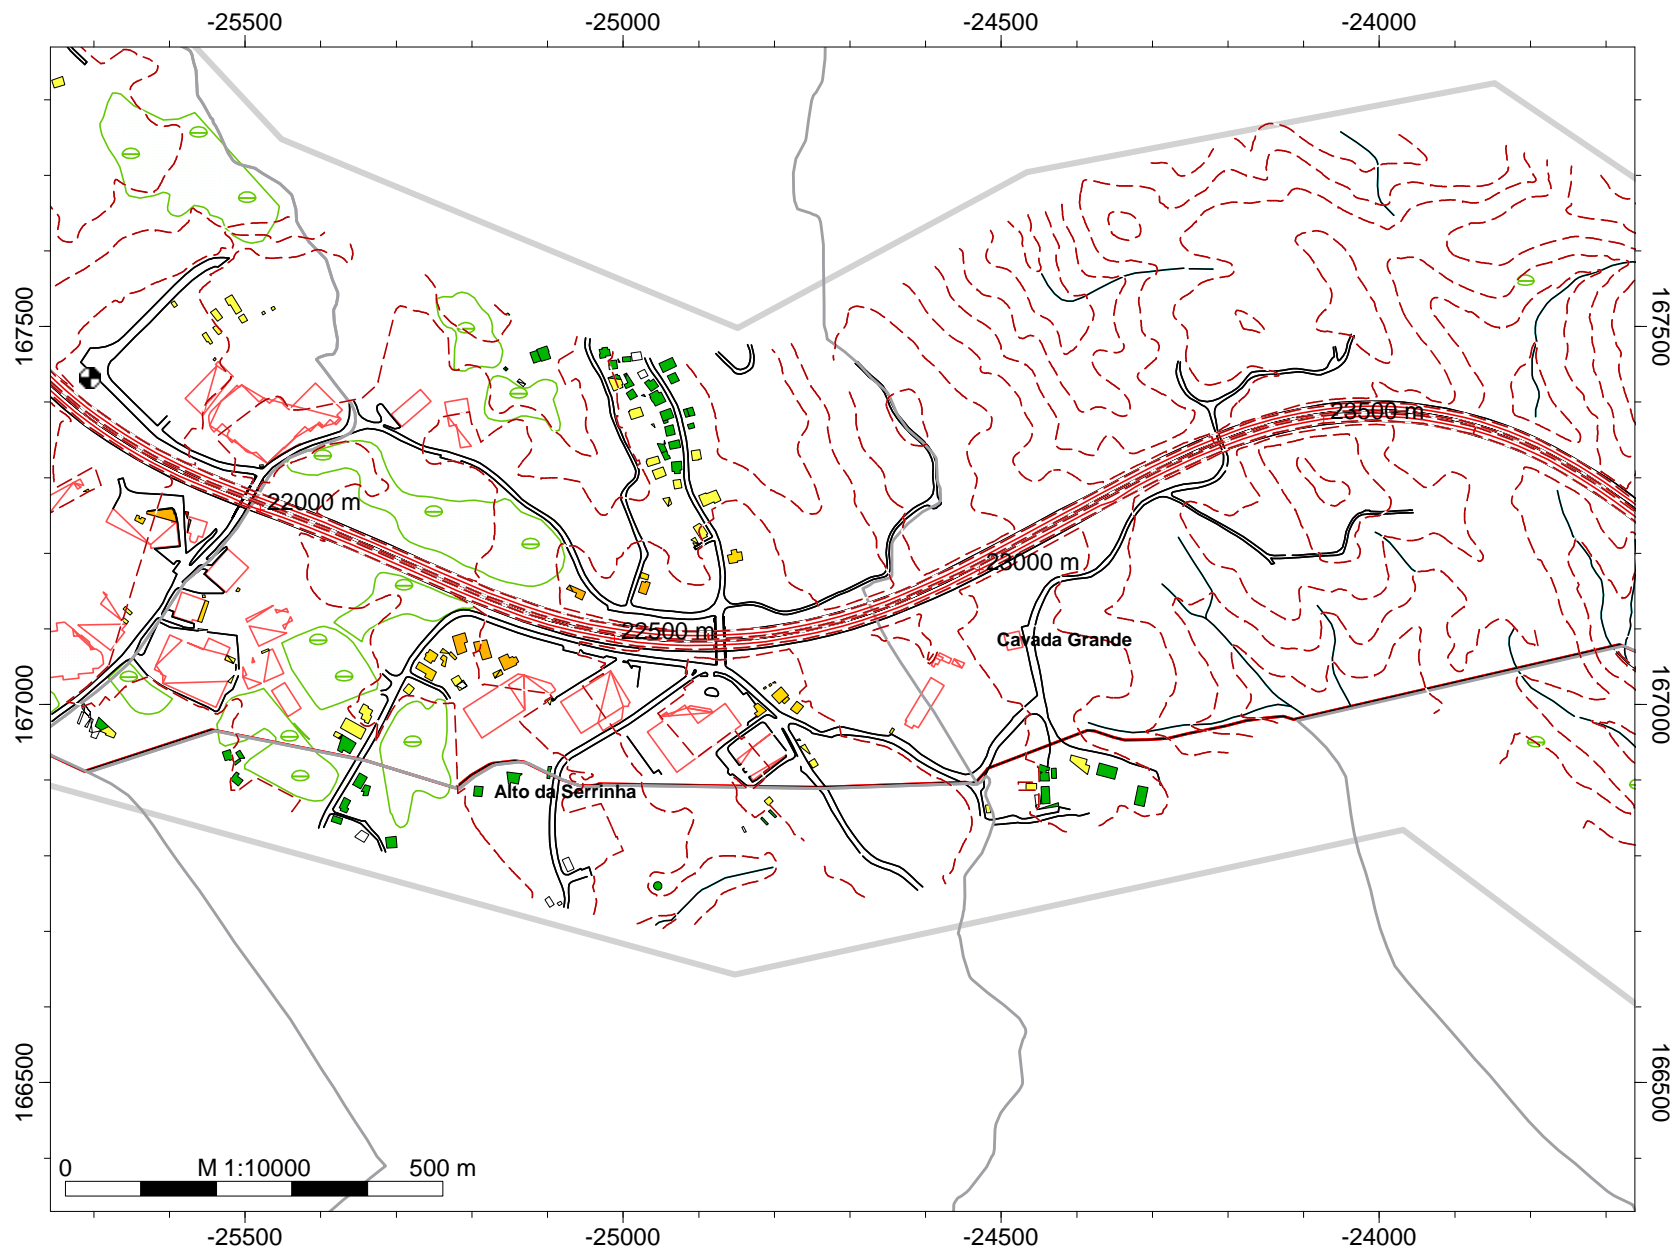 -25500 -25000 -24500 -24000
167500 167500
23500 m
22000 m
23000 m
22500 m
Cavada Grande
167000 167000
Alto da Serrinha
166500 166500
0 M 1:10000 500 m
-25500 -25000 -24500 -24000